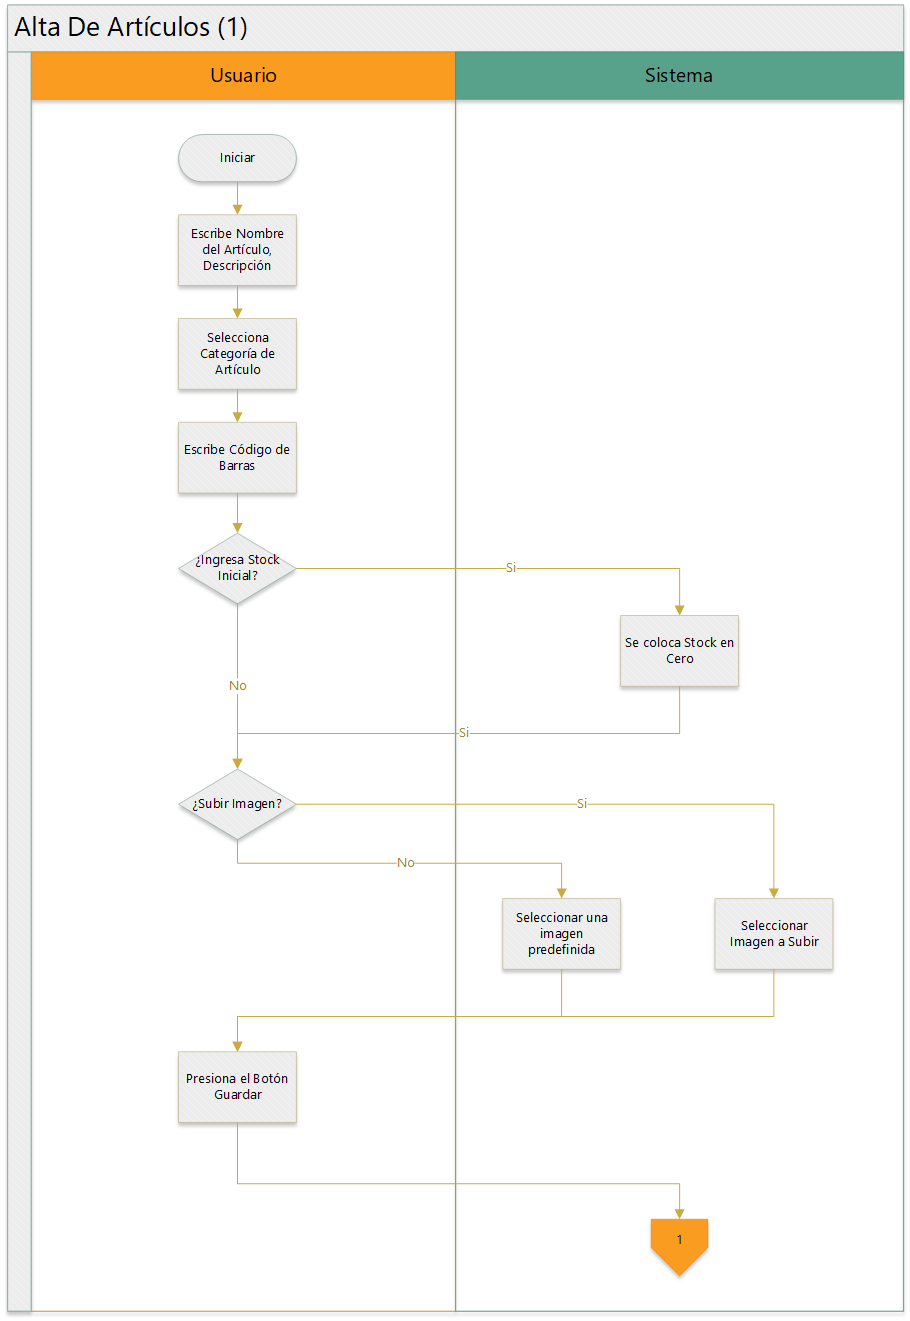 Alta De Artículos (1)
Usuario
Sistema
Iniciar
Escribe Nombre
del Artículo,
Descripción
Selecciona
Categoría de
Artículo
Escribe Código de
Barras
¿Ingresa Stock
Inicial?
Si
Se coloca Stock en
Cero
No
Si
¿Subir Imagen?
Si
No
Seleccionar una
imagen
predefinida
Seleccionar
Imagen a Subir
Presiona el Botón
Guardar
1